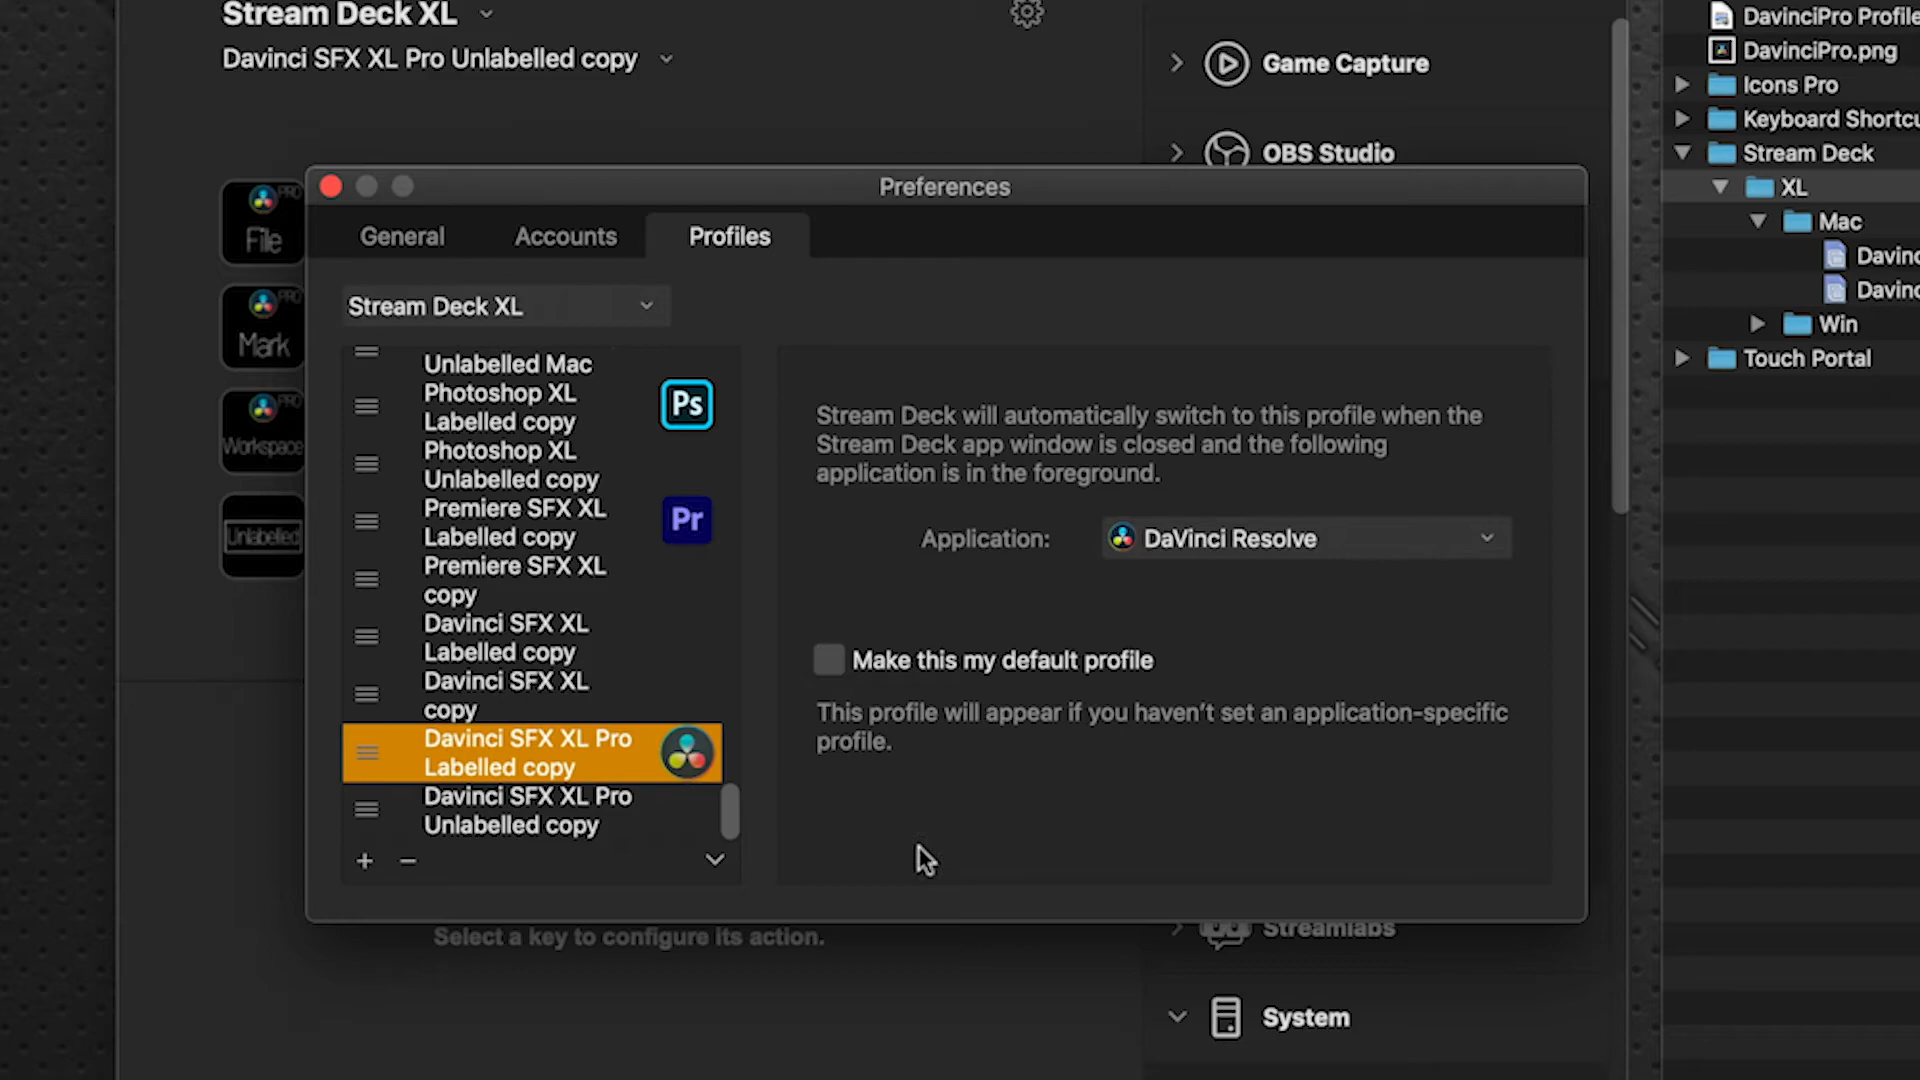 Stream Deck XL
Davinci SFX XL Pro Unlabelled copy
PRO
File
PRO
Mark
PRO
Workspace
Unlabelled
Game Capture
OBS Studio
Preferences
General
Accounts
Profiles
Stream Deck XL
Unlabelled Mac
Photoshop XL
Labelled copy
Ps
Photoshop XL
Unlabelled copy
Premiere SFX XL
Labelled copy
Pr
Premiere SFX XL
copy
Davinci SFX XL
Labelled copy
Davinci SFX XL
copy
Davinci SFX XL Pro
Labelled copy
Davinci SFX XL Pro
Unlabelled copy
+ −
Stream Deck will automatically switch to this profile when the
Stream Deck app window is closed and the following
application is in the foreground.
Application:
DaVinci Resolve
Make this my default profile
This profile will appear if you haven't set an application-specific
profile.
Select a key to configure its action.
Streamlabs
System
DavinciPro Profile
DavinciPro.png
Icons Pro
Keyboard Shortcu
Stream Deck
XL
Mac
Davinc
Davinc
Win
Touch Portal